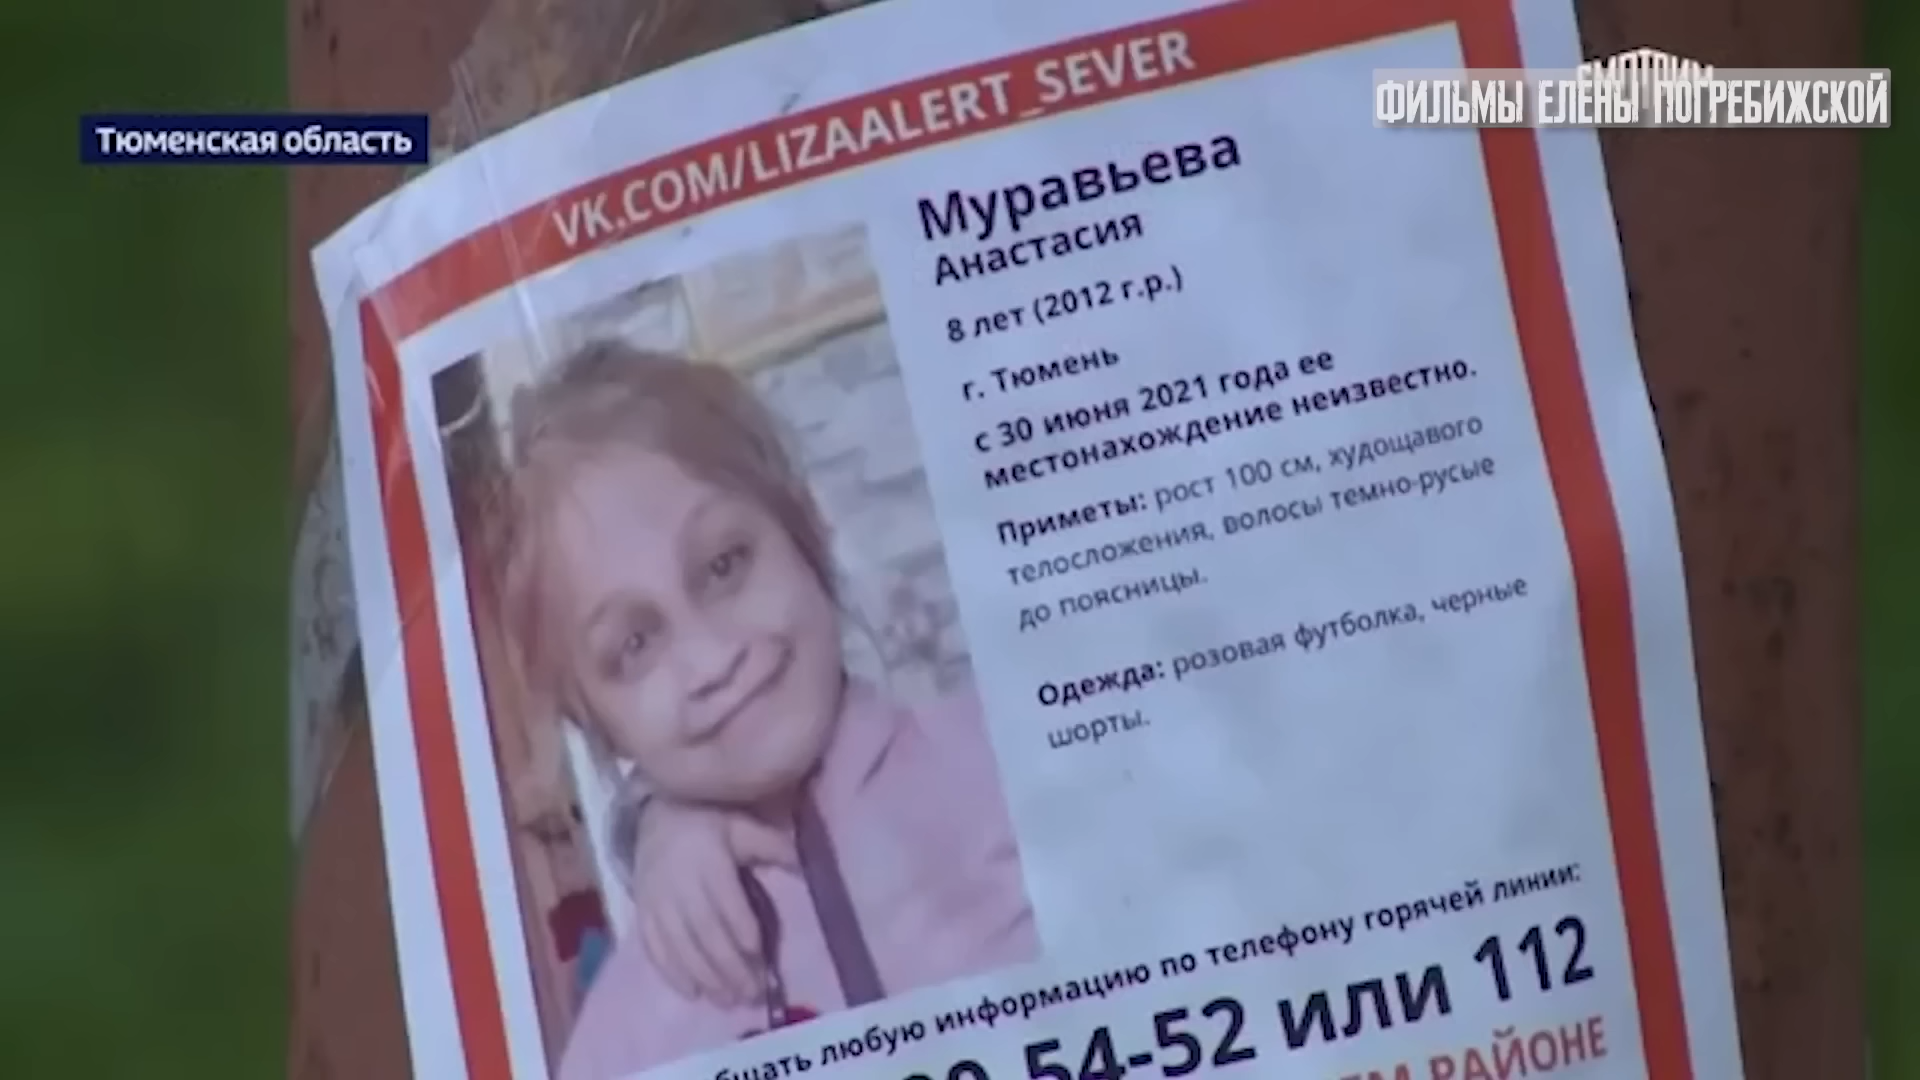 Тюменская область
СМОТРИМ
ФИЛЬМЫ ЕЛЕНЫ ПОГРЕБИЖСКОЙ
VK.COM/LIZAALERT_SEVER
Муравьева
Анастасия
8 лет (2012 г.р.)
г. Тюмень
с 30 июня 2021 года ее
местонахождение неизвестно.
Приметы: рост 100 см, худощавого
телосложения, волосы темно-русые
до поясницы.
Одежда: розовая футболка, черные
шорты.
любую информацию по телефону горячей линии:
54-52 или 112
РАЙОНЕ